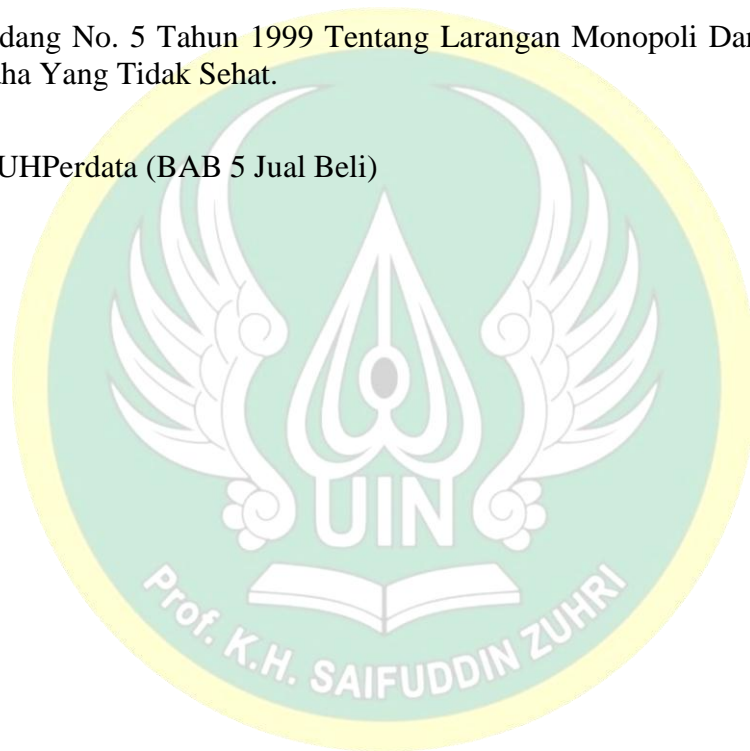 dang No. 5 Tahun 1999 Tentang Larangan Monopoli Dan
aha Yang Tidak Sehat.
UHPerdata (BAB 5 Jual Beli)
UIN
Prof. K.H. SAIFUDDIN ZUHRI